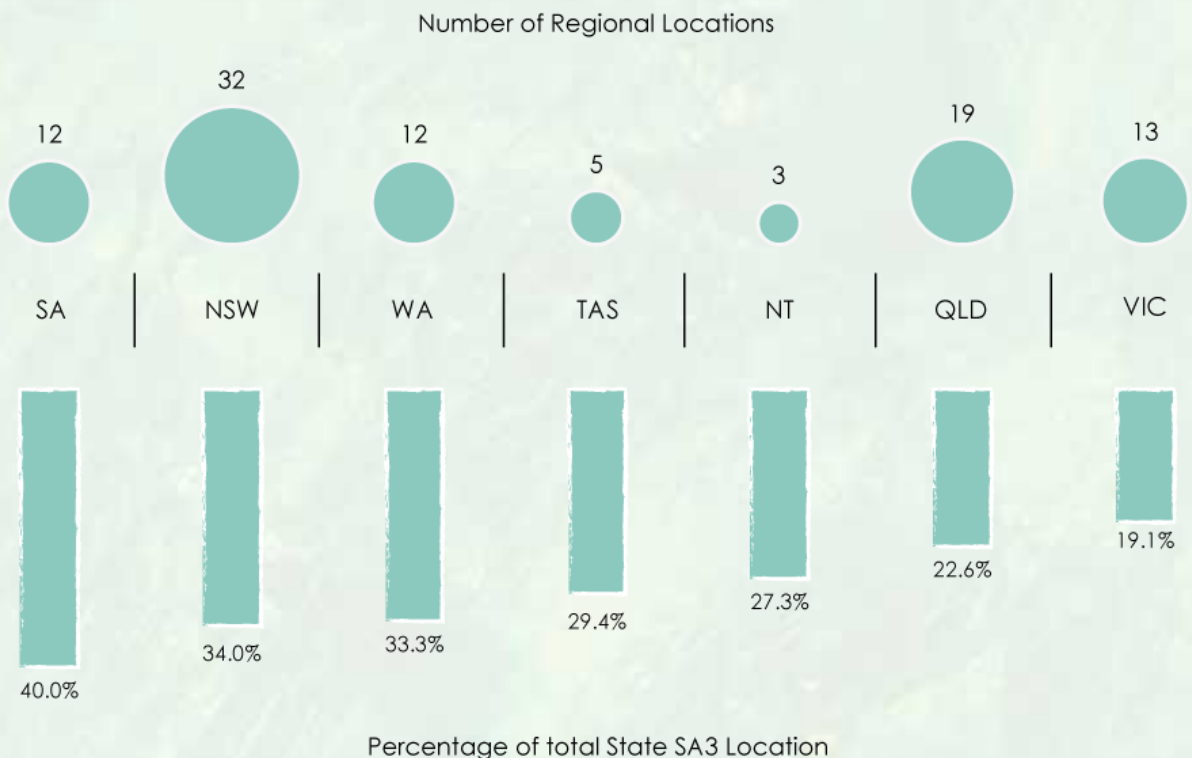 Number of Regional Locations
12
32
12
5
3
19
13
SA
NSW
WA
TAS
NT
QLD
VIC
40.0%
34.0%
33.3%
29.4%
27.3%
22.6%
19.1%
Percentage of total State SA3 Location